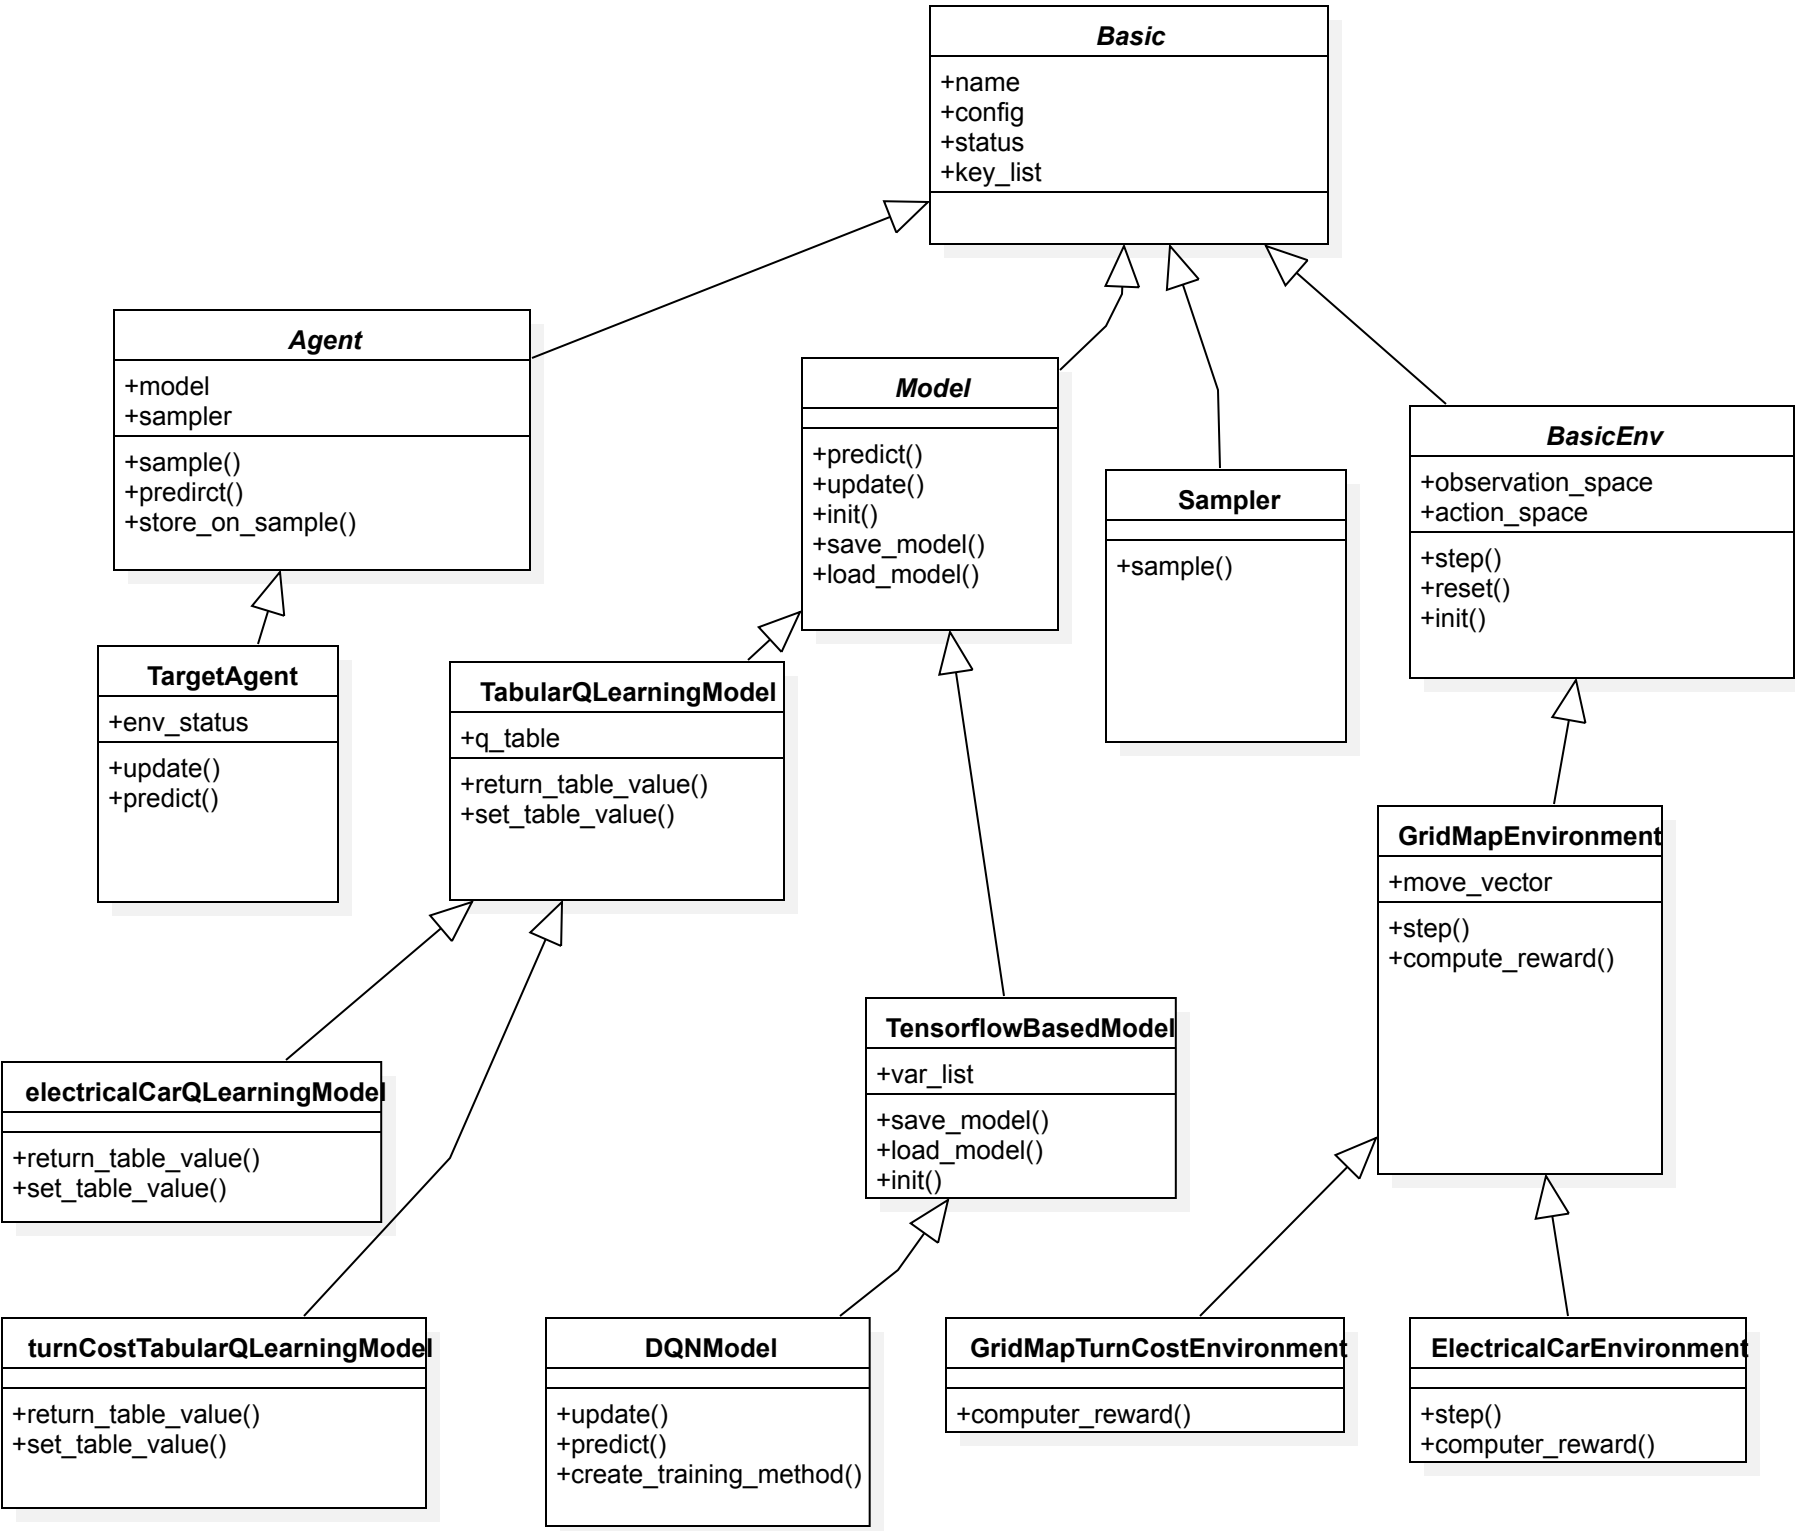 Basic
+name
+config
+status
+key_list
Agent
+model
+sampler
+sample()
+predirct()
+store_on_sample()
Model
+predict()
+update()
+init()
+save_model()
+load_model()
Sampler
+sample()
BasicEnv
+observation_space
+action_space
+step()
+reset()
+init()
TargetAgent
+env_status
+update()
+predict()
TabularQLearningModel
+q_table
+return_table_value()
+set_table_value()
GridMapEnvironment
+move_vector
+step()
+compute_reward()
TensorflowBasedModel
+var_list
+save_model()
+load_model()
+init()
electricalCarQLearningModel
+return_table_value()
+set_table_value()
turnCostTabularQLearningModel
+return_table_value()
+set_table_value()
DQNModel
+update()
+predict()
+create_training_method()
GridMapTurnCostEnvironment
+computer_reward()
ElectricalCarEnvironment
+step()
+computer_reward()